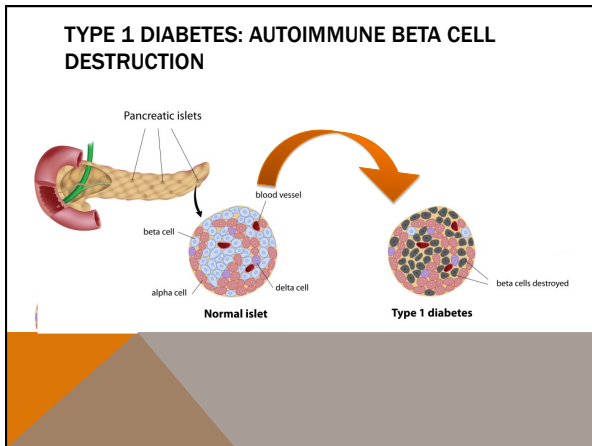 TYPE 1 DIABETES: AUTOIMMUNE BETA CELL
DESTRUCTION
Pancreatic islets
blood vessel
beta cell
alpha cell
delta cell
beta cells destroyed
Normal islet
Type 1 diabetes